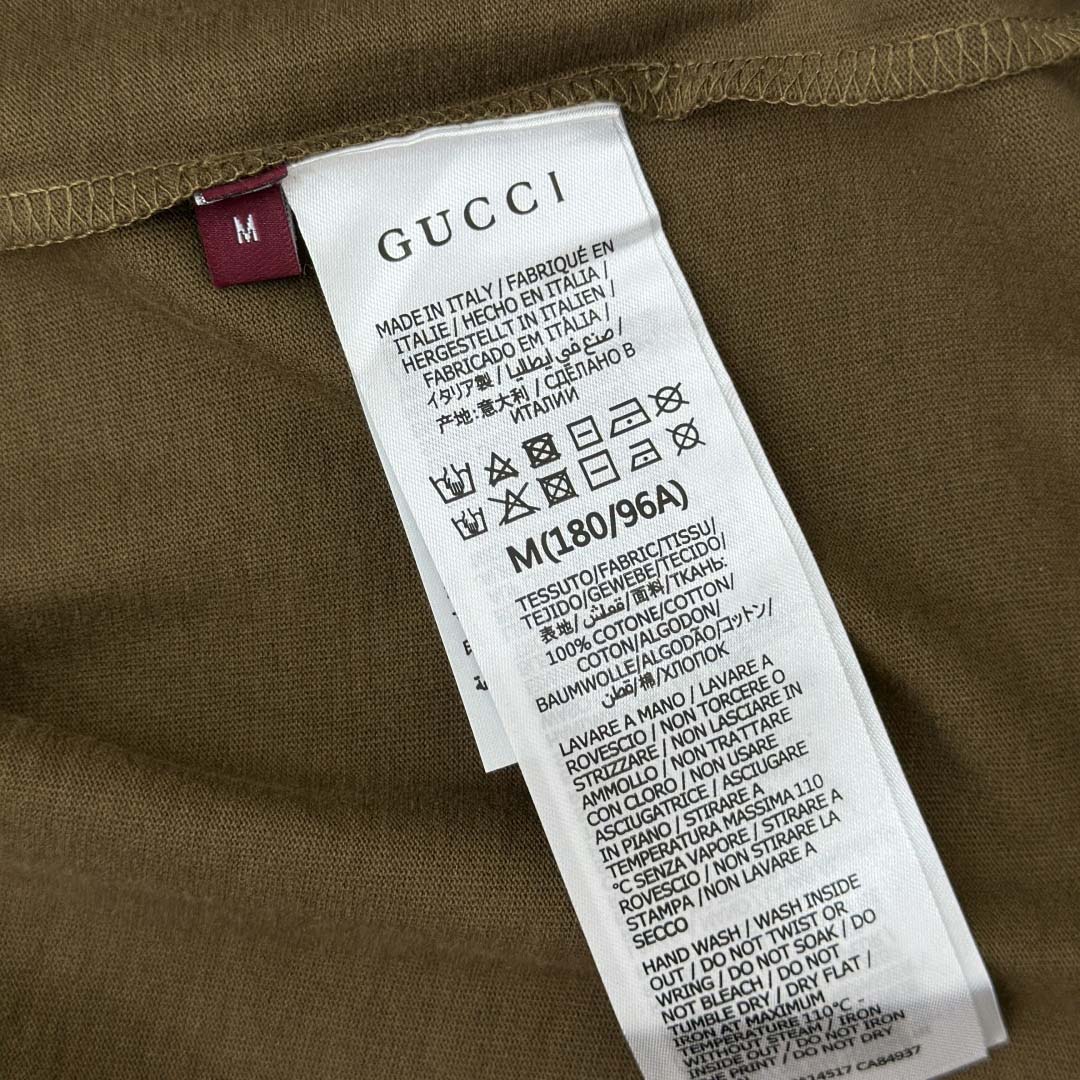 M
GUCCI
MADE IN ITALY / FABRIQUÉ EN
ITALIE / HECHO EN ITALIA /
HERGESTELLT IN ITALIEN /
FABRICADO EM ITÁLIA /
イタリア製 / صنع في إيطاليا /
产地:意大利 / СДЕЛАНО В
ИТАЛИИ
M(180/96A)
TESSUTO/FABRIC/TISSU/
TEJIDO/GEWEBE/TECIDO/
表地/قماش/面料/ТКАНЬ:
100% COTONE/COTTON/
COTON/ALGODON/
BAUMWOLLE/ALGODÃO/コットン/
قطن/棉/ХЛОПОК
LAVARE A MANO / LAVARE A
ROVESCIO / NON TORCERE O
STRIZZARE / NON LASCIARE IN
AMMOLLO / NON TRATTARE
CON CLORO / NON USARE
ASCIUGATRICE / ASCIUGARE
IN PIANO / STIRARE A
TEMPERATURA MASSIMA 110
°C SENZA VAPORE / STIRARE A
ROVESCIO / NON STIRARE LA
STAMPA /NON LAVARE A
SECCO
HAND WASH / WASH INSIDE
OUT / DO NOT TWIST OR
WRING / DO NOT SOAK / DO
NOT BLEACH / DO NOT
TUMBLE DRY / DRY FLAT /
IRON AT MAXIMUM
TEMPERATURE 110°C -
WITHOUT STEAM / IRON
INSIDE OUT / DO NOT IRON
PRINT / DO NOT DRY
CA84937